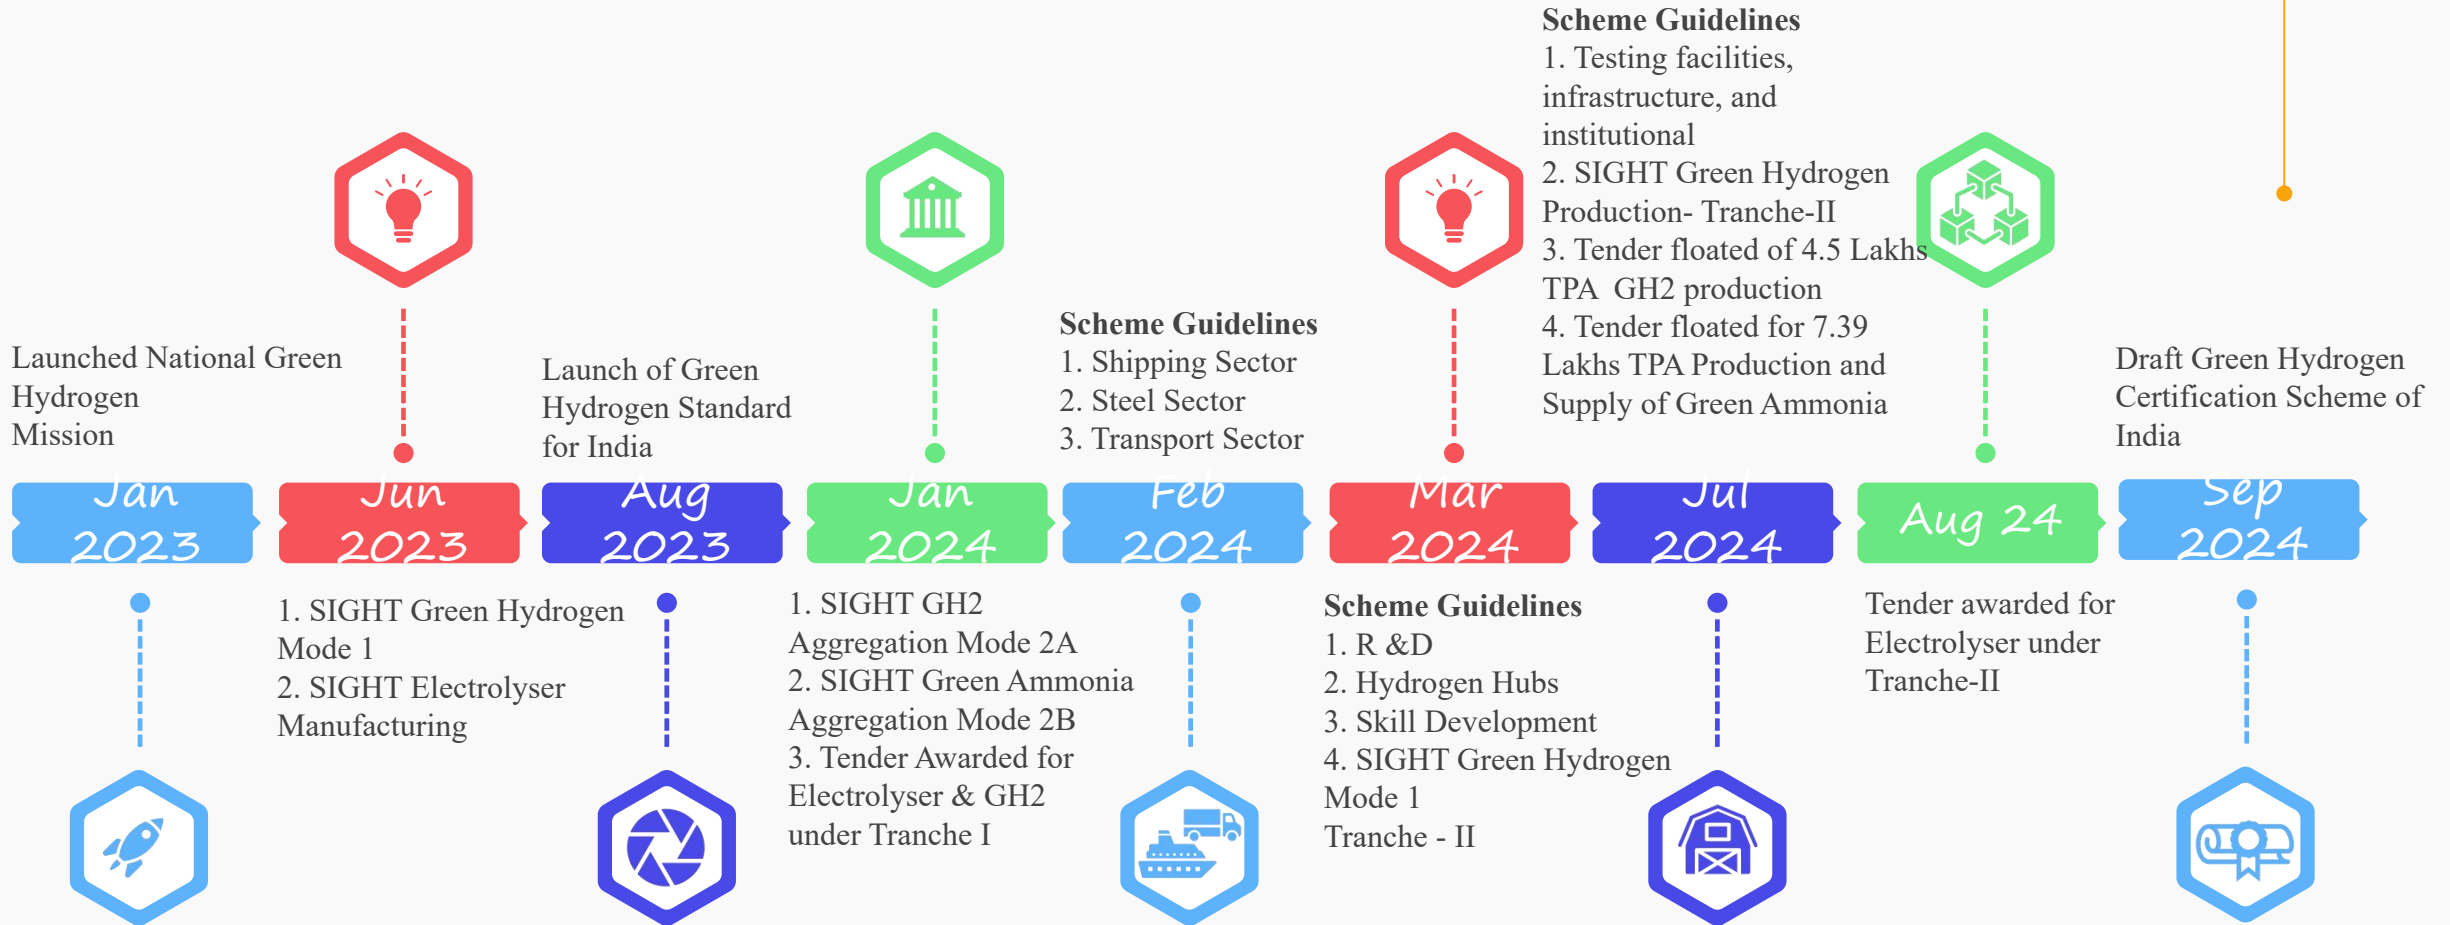 Launched National Green
Hydrogen
Mission
Jan
2023
Jun
2023
1. SIGHT Green Hydrogen
Mode 1
2. SIGHT Electrolyser
Manufacturing
Launch of Green
Hydrogen Standard
for India
Aug
2023
Jan
2024
1. SIGHT GH2
Aggregation Mode 2A
2. SIGHT Green Ammonia
Aggregation Mode 2B
3. Tender Awarded for
Electrolyser & GH2
under Tranche I
Scheme Guidelines
1. Shipping Sector
2. Steel Sector
3. Transport Sector
Feb
2024
Mar
2024
Scheme Guidelines
1. R &D
2. Hydrogen Hubs
3. Skill Development
4. SIGHT Green Hydrogen
Mode 1
Tranche - II
Scheme Guidelines
1. Testing facilities,
infrastructure, and
institutional
2. SIGHT Green Hydrogen
Production- Tranche-II
3. Tender floated of 4.5 Lakhs
TPA  GH2 production
4. Tender floated for 7.39
Lakhs TPA Production and
Supply of Green Ammonia
Jul
2024
Aug 24
Tender awarded for
Electrolyser under
Tranche-II
Draft Green Hydrogen
Certification Scheme of
India
Sep
2024